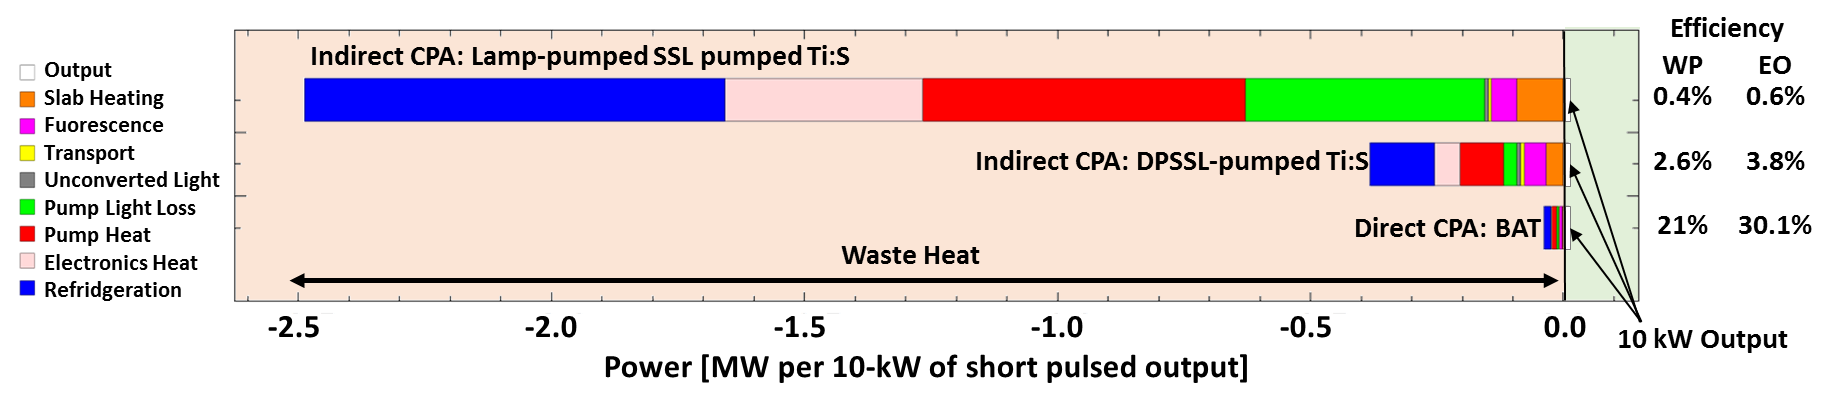 Efficiency
WP EO
Indirect CPA: Lamp-pumped SSL pumped Ti:S
0.4% 0.6%
Indirect CPA: DPSSL-pumped Ti:S
2.6% 3.8%
Direct CPA: BAT
21% 30.1%
Waste Heat
Output
Slab Heating
Fuorescence
Transport
Unconverted Light
Pump Light Loss
Pump Heat
Electronics Heat
Refridgeration
-2.5 -2.0 -1.5 -1.0 -0.5 0.0
10 kW Output
Power [MW per 10-kW of short pulsed output]